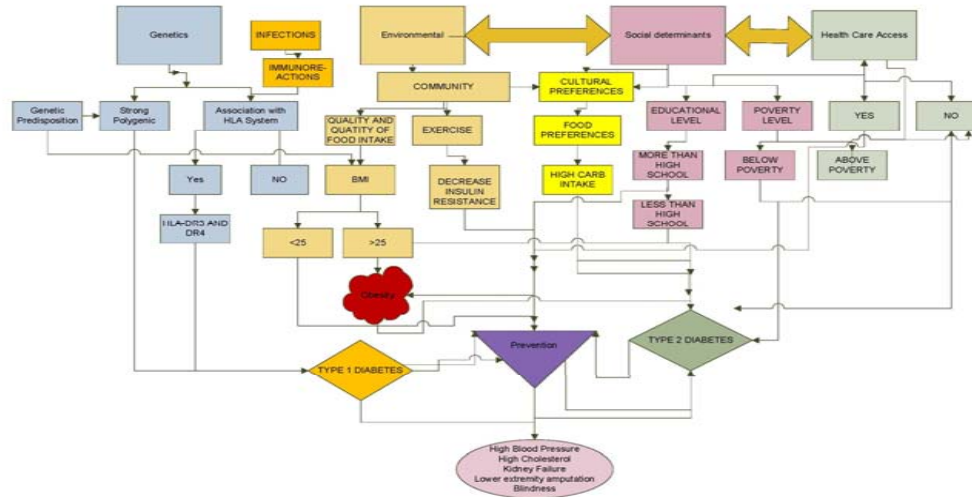 Genetics
INFECTIONS
Environmental
Social determinants
Health Care Access
IMMUNORE-
ACTIONS
COMMUNITY
CULTURAL
PREFERENCES
Genetic
Predisposition
Strong
Polygenic
Association with
HLA System
QUALITY AND
QUATITY OF
FOOD INTAKE
EXERCISE
FOOD
PREFERENCES
EDUCATIONAL
LEVEL
POVERTY
LEVEL
YES
NO
Yes
NO
BMI
DECREASE
INSULIN
RESISTANCE
HIGH CARB
INTAKE
MORE THAN
HIGH
SCHOOL
BELOW
POVERTY
ABOVE
POVERTY
HLA-DR3 AND
DR4
<25
>25
LESS THAN
HIGH
SCHOOL
Obesity
TYPE 1 DIABETES
Prevention
TYPE 2 DIABETES
High Blood Pressure
High Cholesterol
Kidney Failure
Lower extremity amputation
Blindness